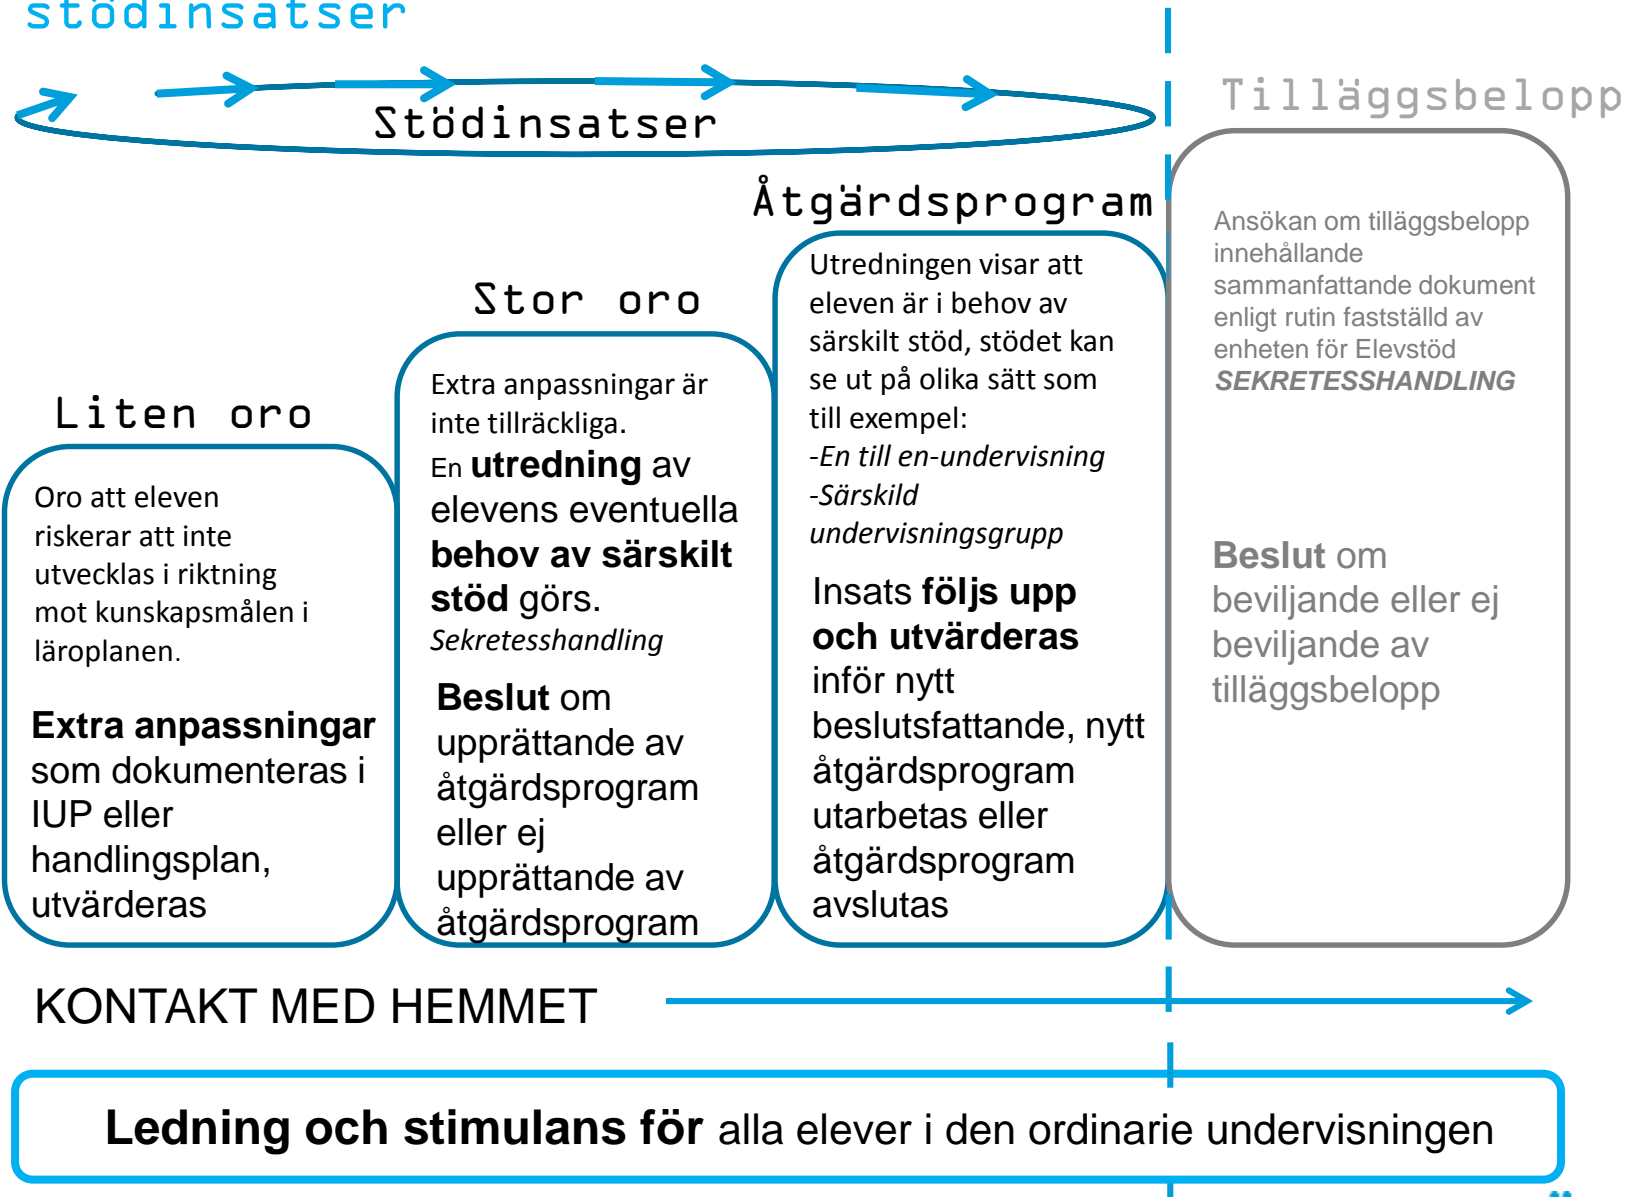 stödinsatser
Stödinsatser
Tilläggsbelopp
Åtgärdsprogram
Stor oro
Liten oro
Oro att eleven
riskerar att inte
utvecklas i riktning
mot kunskapsmålen i
läroplanen.
Extra anpassningar
som dokumenteras i
IUP eller
handlingsplan,
utvärderas
Extra anpassningar är
inte tillräckliga.
En utredning av
elevens eventuella
behov av särskilt
stöd görs.
Sekretesshandling
Beslut om
upprättande av
åtgärdsprogram
eller ej
upprättande av
åtgärdsprogram
Utredningen visar att
eleven är i behov av
särskilt stöd, stödet kan
se ut på olika sätt som
till exempel:
-En till en-undervisning
-Särskild
undervisningsgrupp
Insats följs upp
och utvärderas
inför nytt
beslutsfattande, nytt
åtgärdsprogram
utarbetas eller
åtgärdsprogram
avslutas
Ansökan om tilläggsbelopp
innehållande
sammanfattande dokument
enligt rutin fastställd av
enheten för Elevstöd
SEKRETESSHANDLING
Beslut om
beviljande eller ej
beviljande av
tilläggsbelopp
KONTAKT MED HEMMET
Ledning och stimulans för alla elever i den ordinarie undervisningen